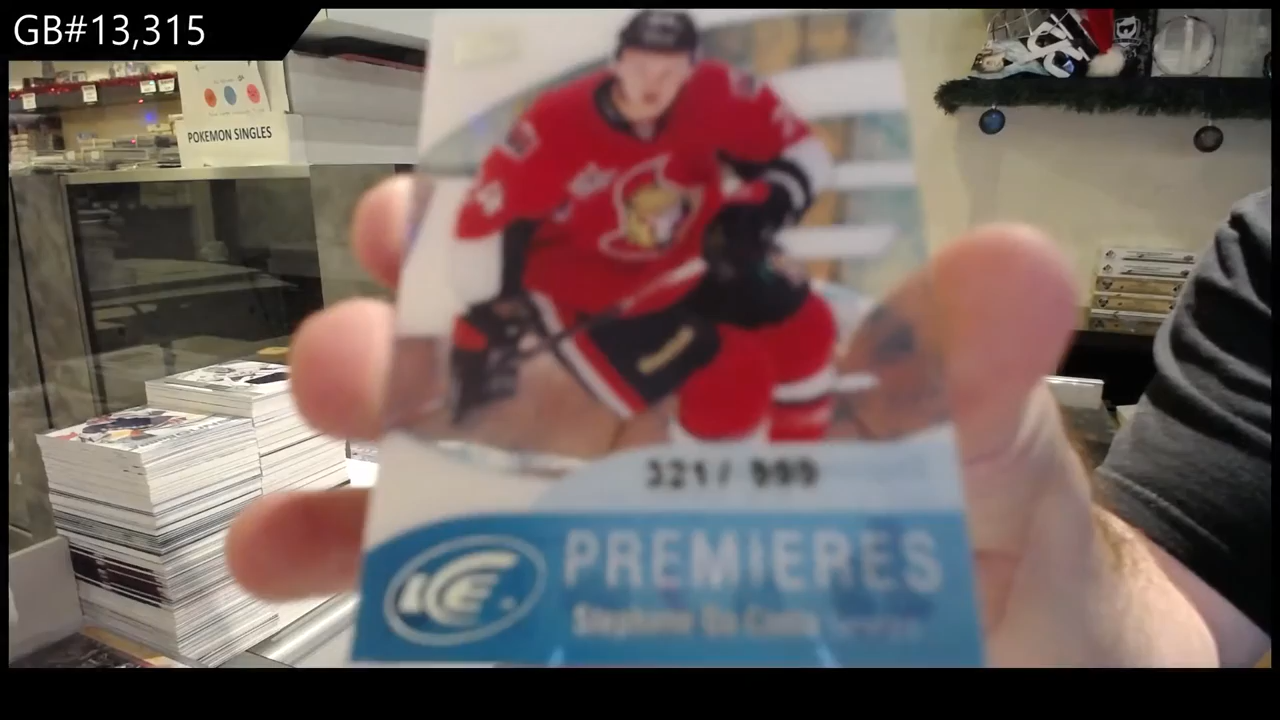 GB#13,315
POKEMON SINGLES
321/ 999
ICE
PREMIERES
Stephane Da Costa